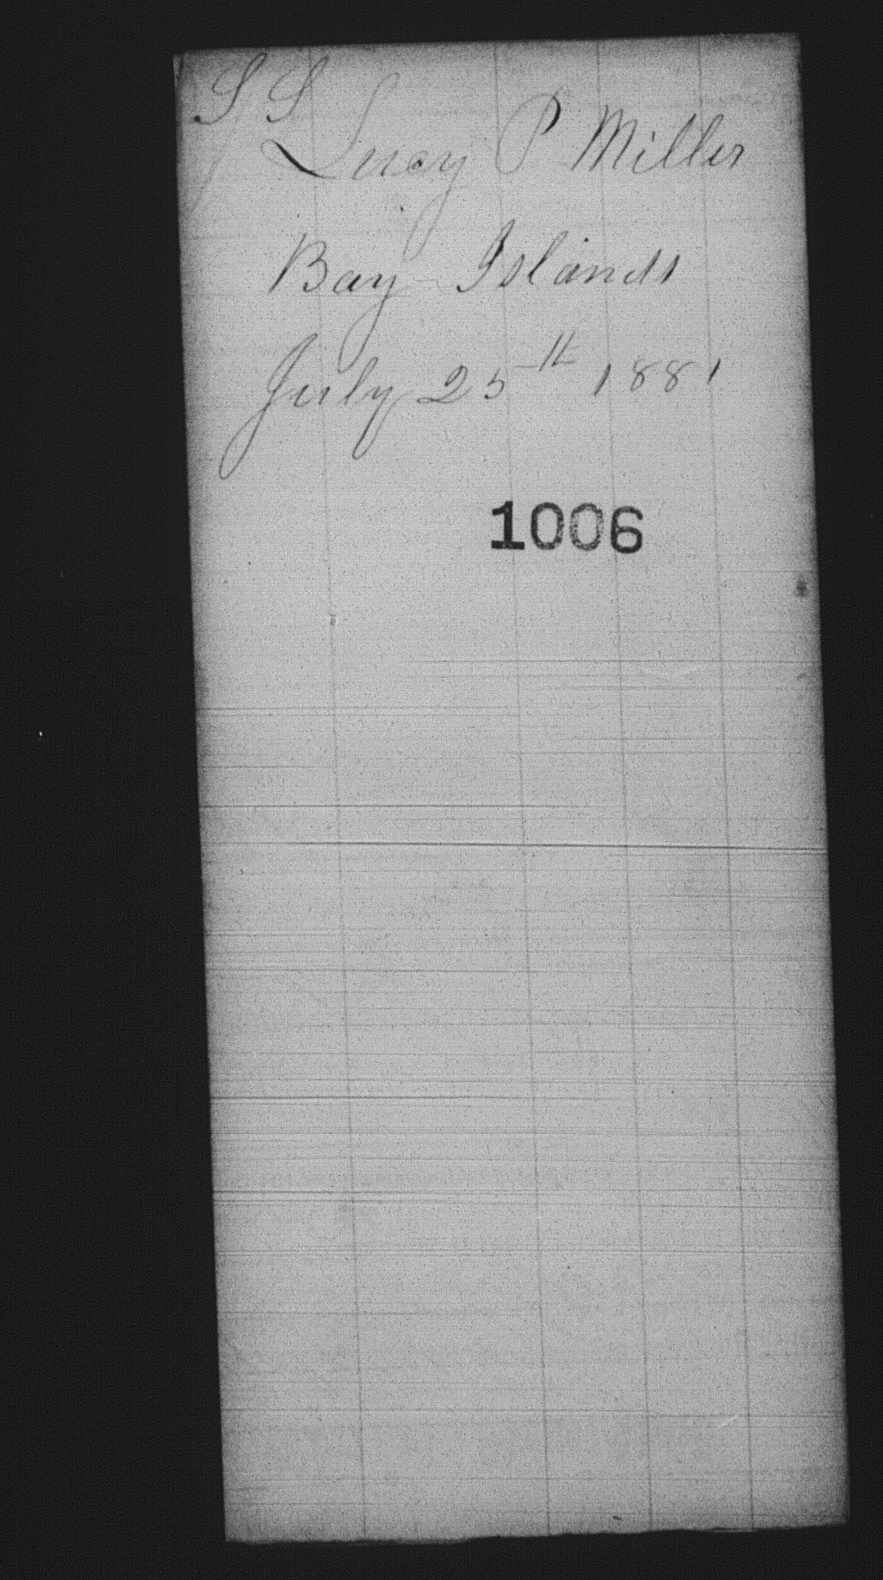 S S Lucy P Miller
Bay Islands
July 25th 1881
1006